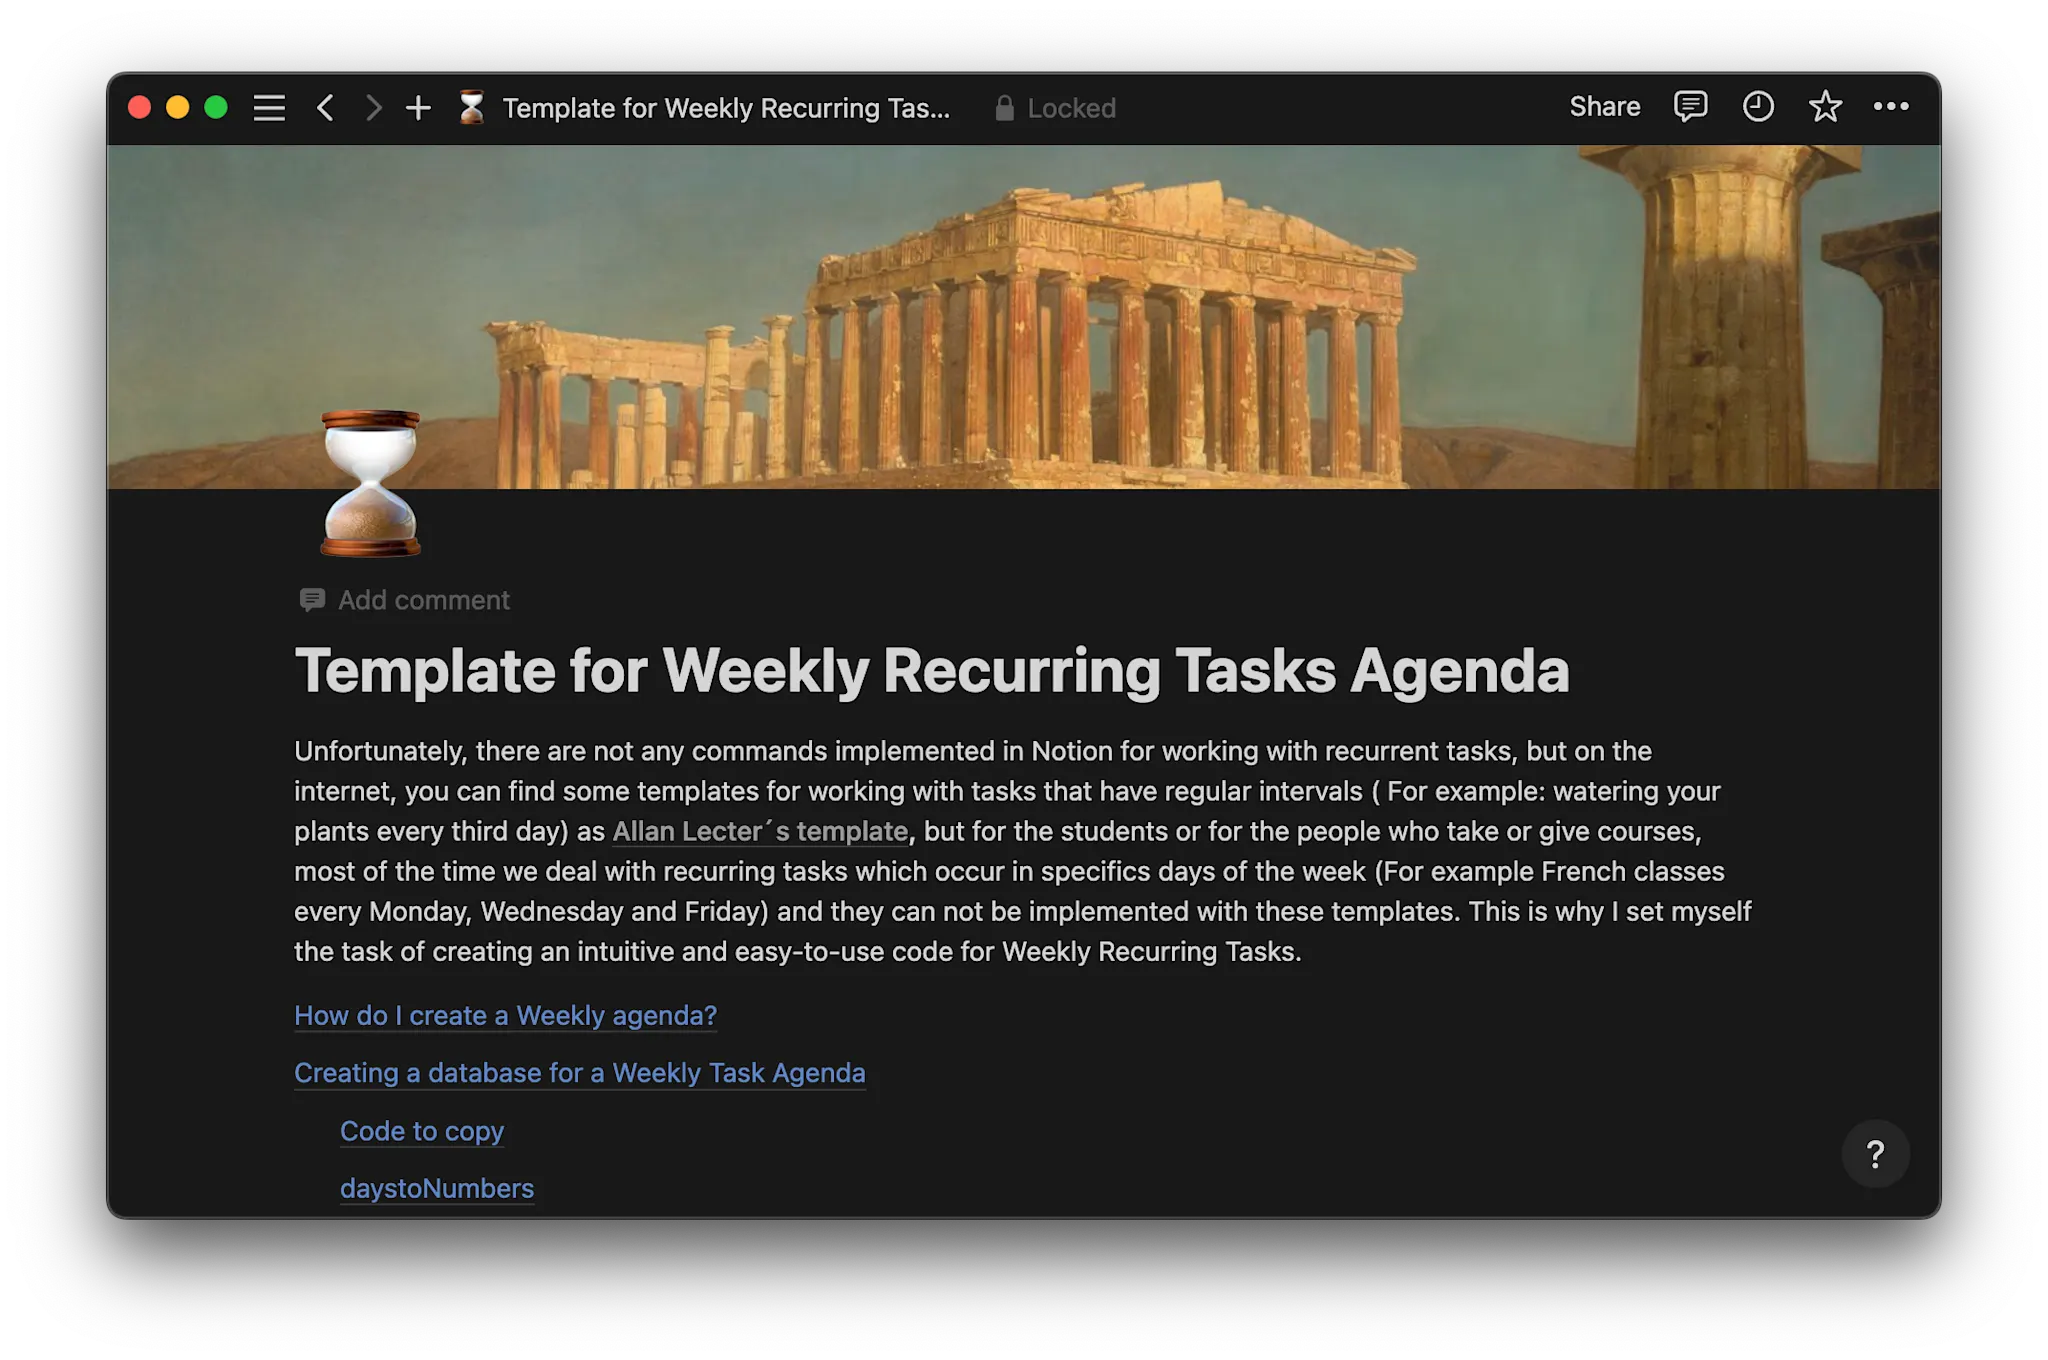 Template for Weekly Recurring Tas...
Locked
Share
Add comment
Template for Weekly Recurring Tasks Agenda
Unfortunately, there are not any commands implemented in Notion for working with recurrent tasks, but on the
internet, you can find some templates for working with tasks that have regular intervals ( For example: watering your
plants every third day) as Allan Lecter´s template, but for the students or for the people who take or give courses,
most of the time we deal with recurring tasks which occur in specifics days of the week (For example French classes
every Monday, Wednesday and Friday) and they can not be implemented with these templates. This is why I set myself
the task of creating an intuitive and easy-to-use code for Weekly Recurring Tasks.
How do I create a Weekly agenda?
Creating a database for a Weekly Task Agenda
Code to copy
daystoNumbers
?